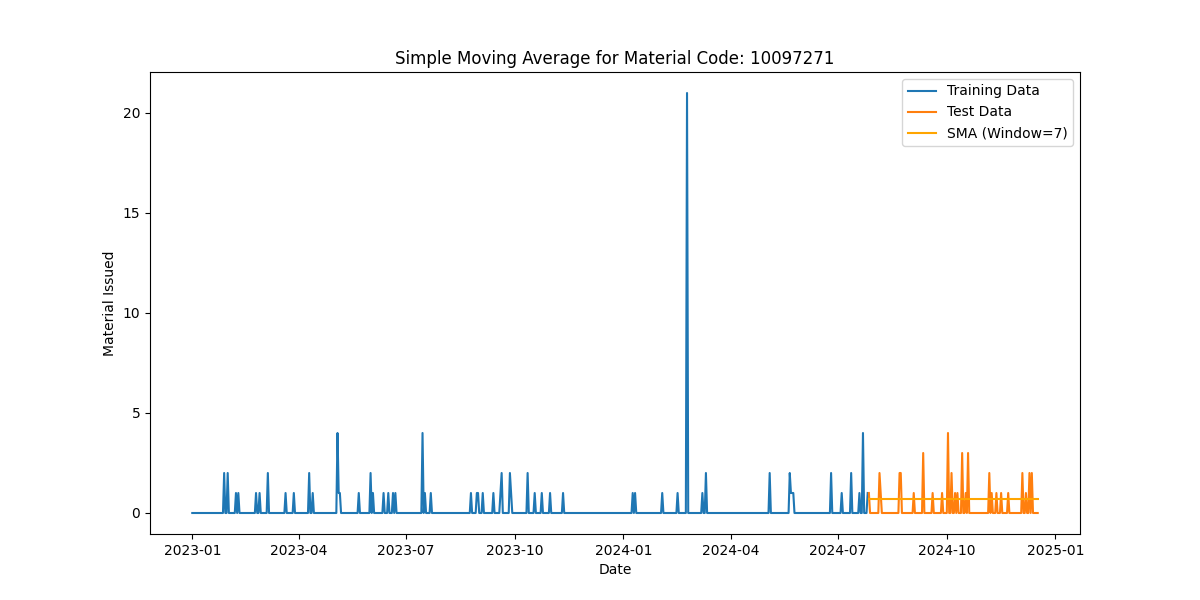 Simple Moving Average for Material Code: 10097271
Training Data
Test Data
SMA (Window=7)
Material Issued
20
15
10
5
0
2023-01 2023-04 2023-07 2023-10 2024-01 2024-04 2024-07 2024-10 2025-01
Date